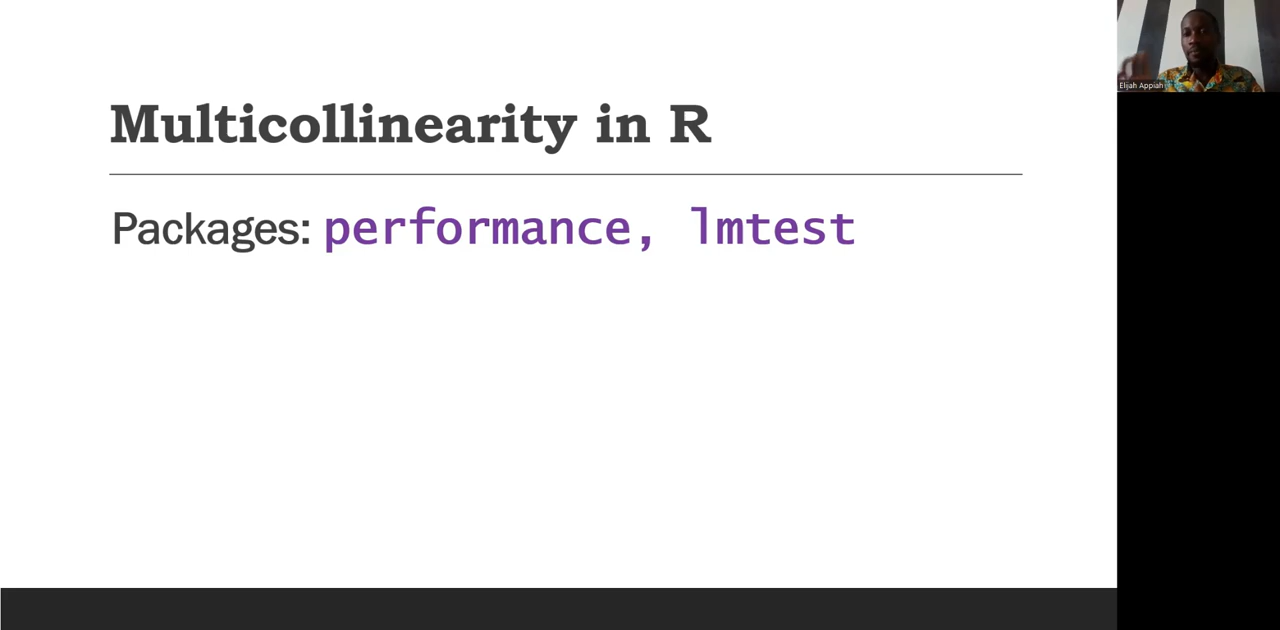 Multicollinearity in R
Packages: performance, lmtest
Elijah Appiah